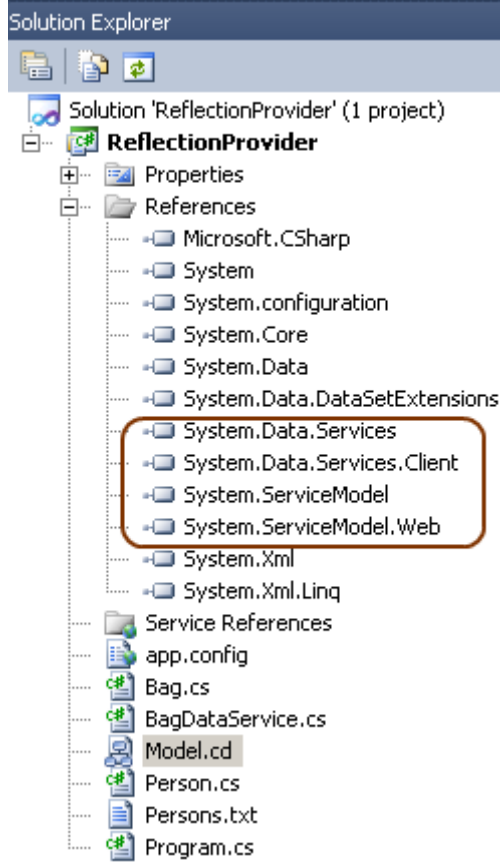 Solution Explorer
Solution 'ReflectionProvider' (1 project)
ReflectionProvider
Properties
References
Microsoft.CSharp
System
System.configuration
System.Core
System.Data
System.Data.DataSetExtensions
System.Data.Services
System.Data.Services.Client
System.ServiceModel
System.ServiceModel.Web
System.Xml
System.Xml.Linq
Service References
app.config
Bag.cs
BagDataService.cs
Model.cd
Person.cs
Persons.txt
Program.cs